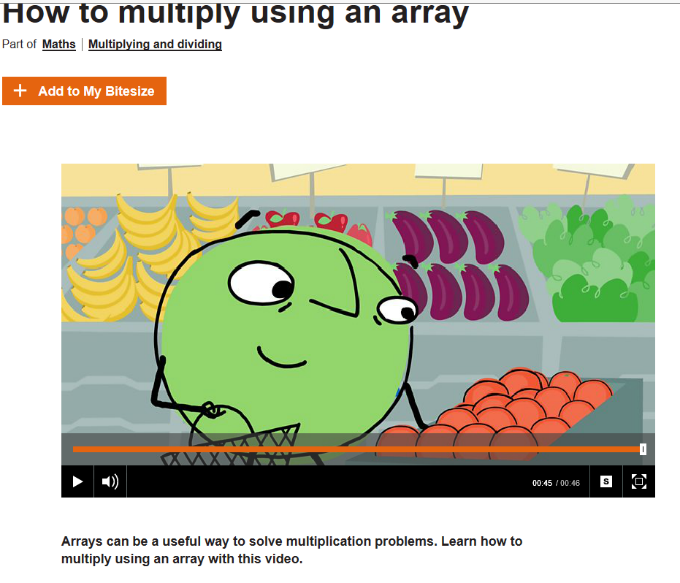 How to multiply using an array
Part of Maths | Multiplying and dividing
+ Add to My Bitesize
00:45 / 00:46 S
Arrays can be a useful way to solve multiplication problems. Learn how to
multiply using an array with this video.